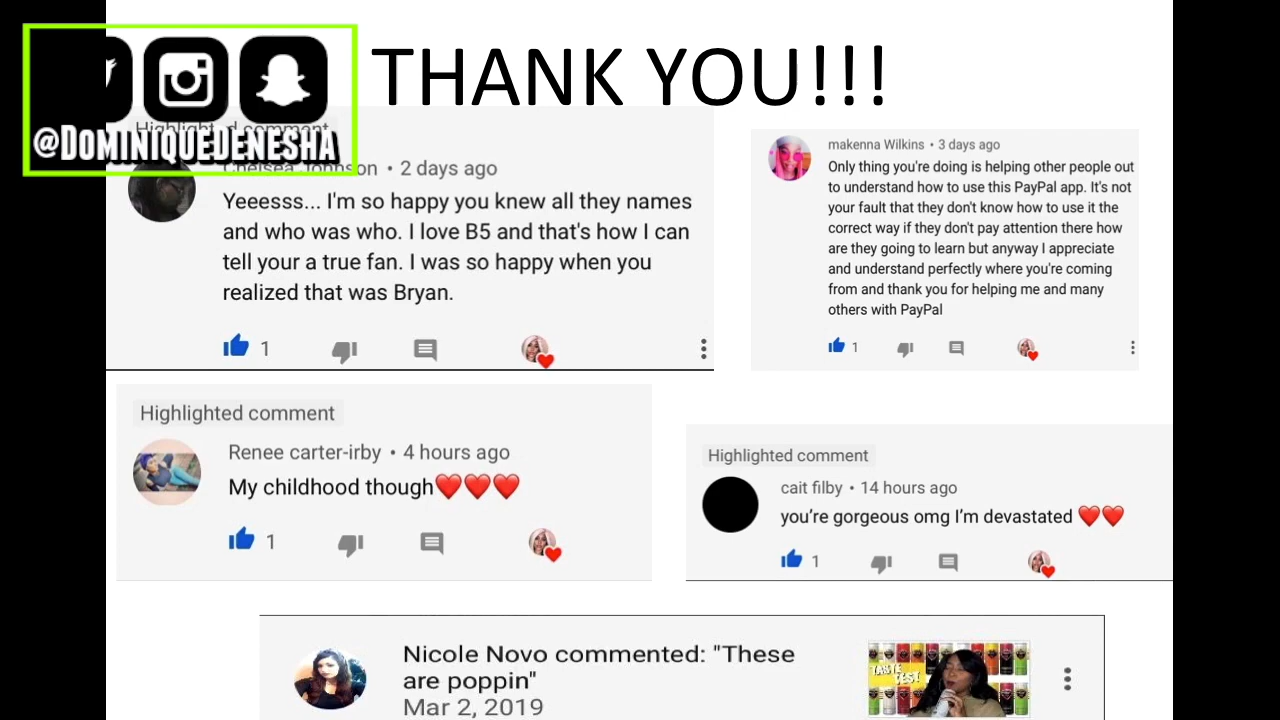 THANK YOU!!!
@DOMINIQUEDENESHA
Highlighted comment
Chelsea Johnson • 2 days ago
Yeeesss... I'm so happy you knew all they names
and who was who. I love B5 and that's how I can
tell your a true fan. I was so happy when you
realized that was Bryan.
1
makenna Wilkins • 3 days ago
Only thing you're doing is helping other people out
to understand how to use this PayPal app. It's not
your fault that they don't know how to use it the
correct way if they don't pay attention there how
are they going to learn but anyway I appreciate
and understand perfectly where you're coming
from and thank you for helping me and many
others with PayPal
1
Highlighted comment
Renee carter-irby • 4 hours ago
My childhood though❤️❤️❤️
1
Highlighted comment
cait filby • 14 hours ago
you're gorgeous omg I'm devastated ❤️❤️
1
Nicole Novo commented: "These
are poppin"
Mar 2, 2019
TASTE
TEST